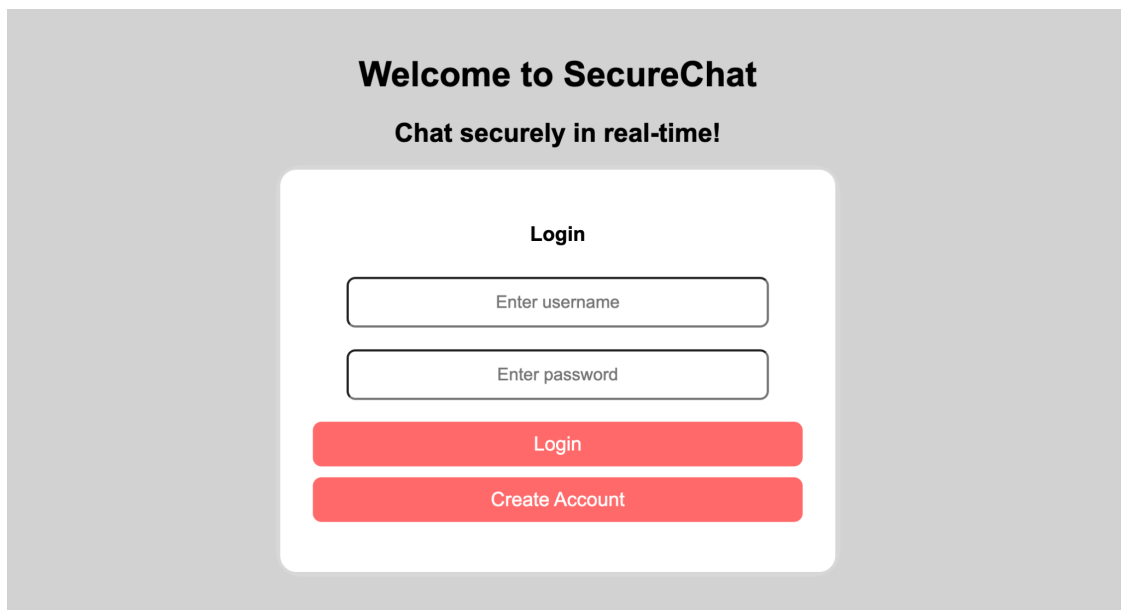 Welcome to SecureChat
Chat securely in real-time!
Login
Enter username
Enter password
Login
Create Account